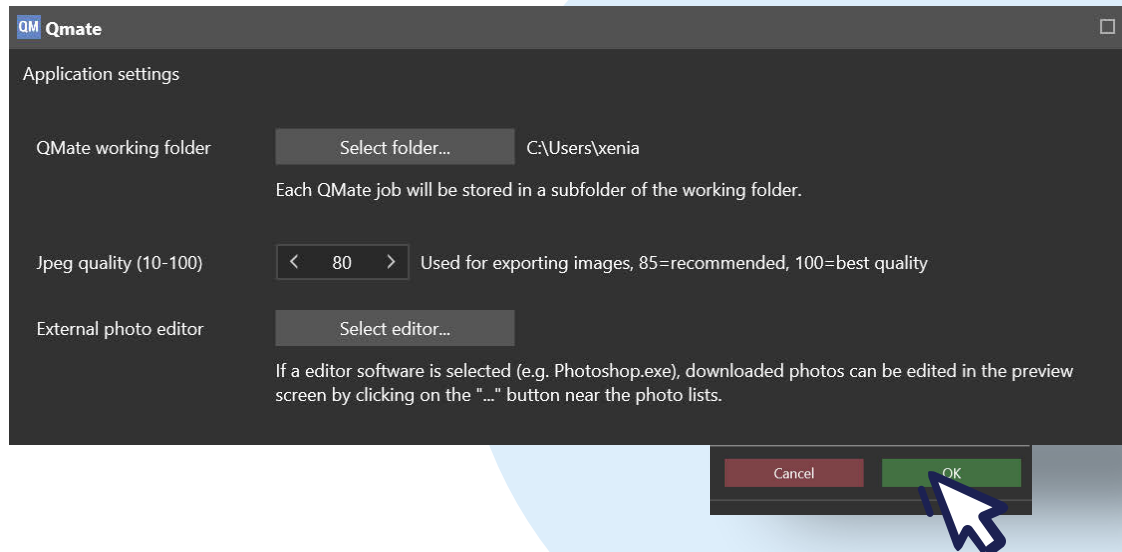 QM Qmate
Application settings
QMate working folder
Select folder...
C:\Users\xenia
Each QMate job will be stored in a subfolder of the working folder.
Jpeg quality (10-100)
< 80 >
Used for exporting images, 85=recommended, 100=best quality
External photo editor
Select editor...
If a editor software is selected (e.g. Photoshop.exe), downloaded photos can be edited in the preview
screen by clicking on the "..." button near the photo lists.
Cancel
OK